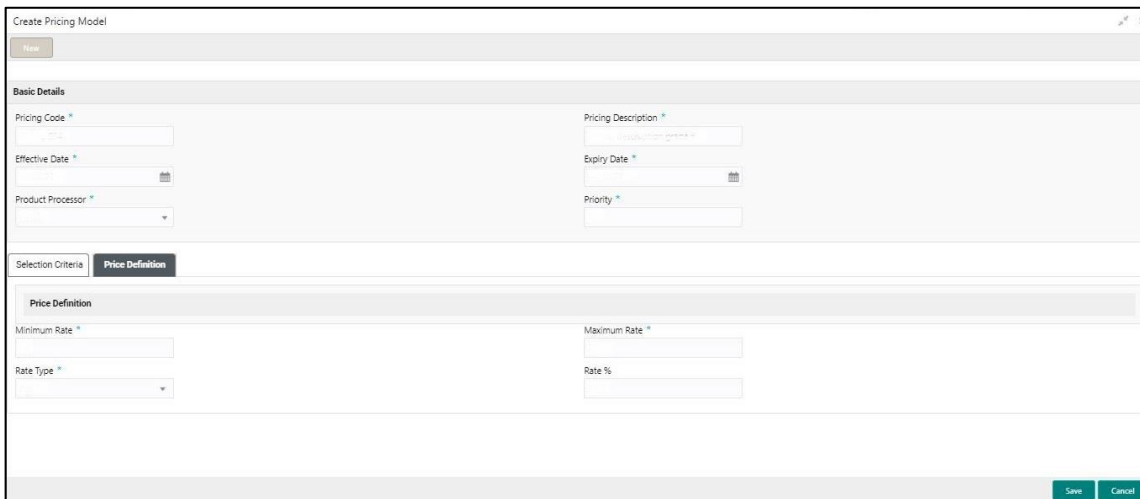 Create Pricing Model
New
Basic Details
Pricing Code * Pricing Description *
Effective Date * Expiry Date *
Product Processor * Priority *
Selection Criteria Price Definition
Price Definition
Minimum Rate * Maximum Rate *
Rate Type * Rate %
Save Cancel